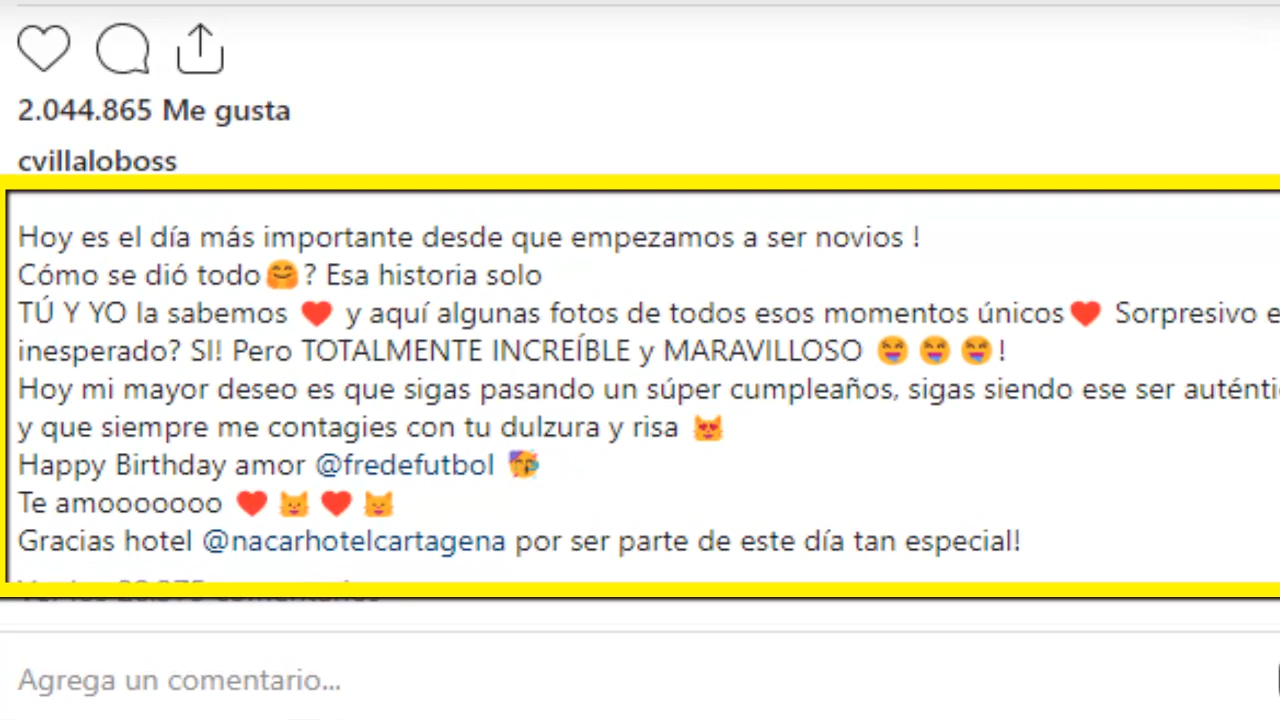 2.044.865 Me gusta
cvillaloboss
Hoy es el día más importante desde que empezamos a ser novios !
Cómo se dió todo🤗? Esa historia solo
TÚ Y YO la sabemos ❤️ y aquí algunas fotos de todos esos momentos únicos❤️ Sorpresivo e
inesperado? SI! Pero TOTALMENTE INCREÍBLE y MARAVILLOSO 😆 😆 😆!
Hoy mi mayor deseo es que sigas pasando un súper cumpleaños, sigas siendo ese ser
y que siempre me contagies con tu dulzura y risa 😻
Happy Birthday amor @fredefutbol 🥳
Te amooooooo ❤️ 😺 ❤️ 😺
Gracias hotel @nacarhotelcartagena por ser parte de este día tan especial!
Agrega un comentario...